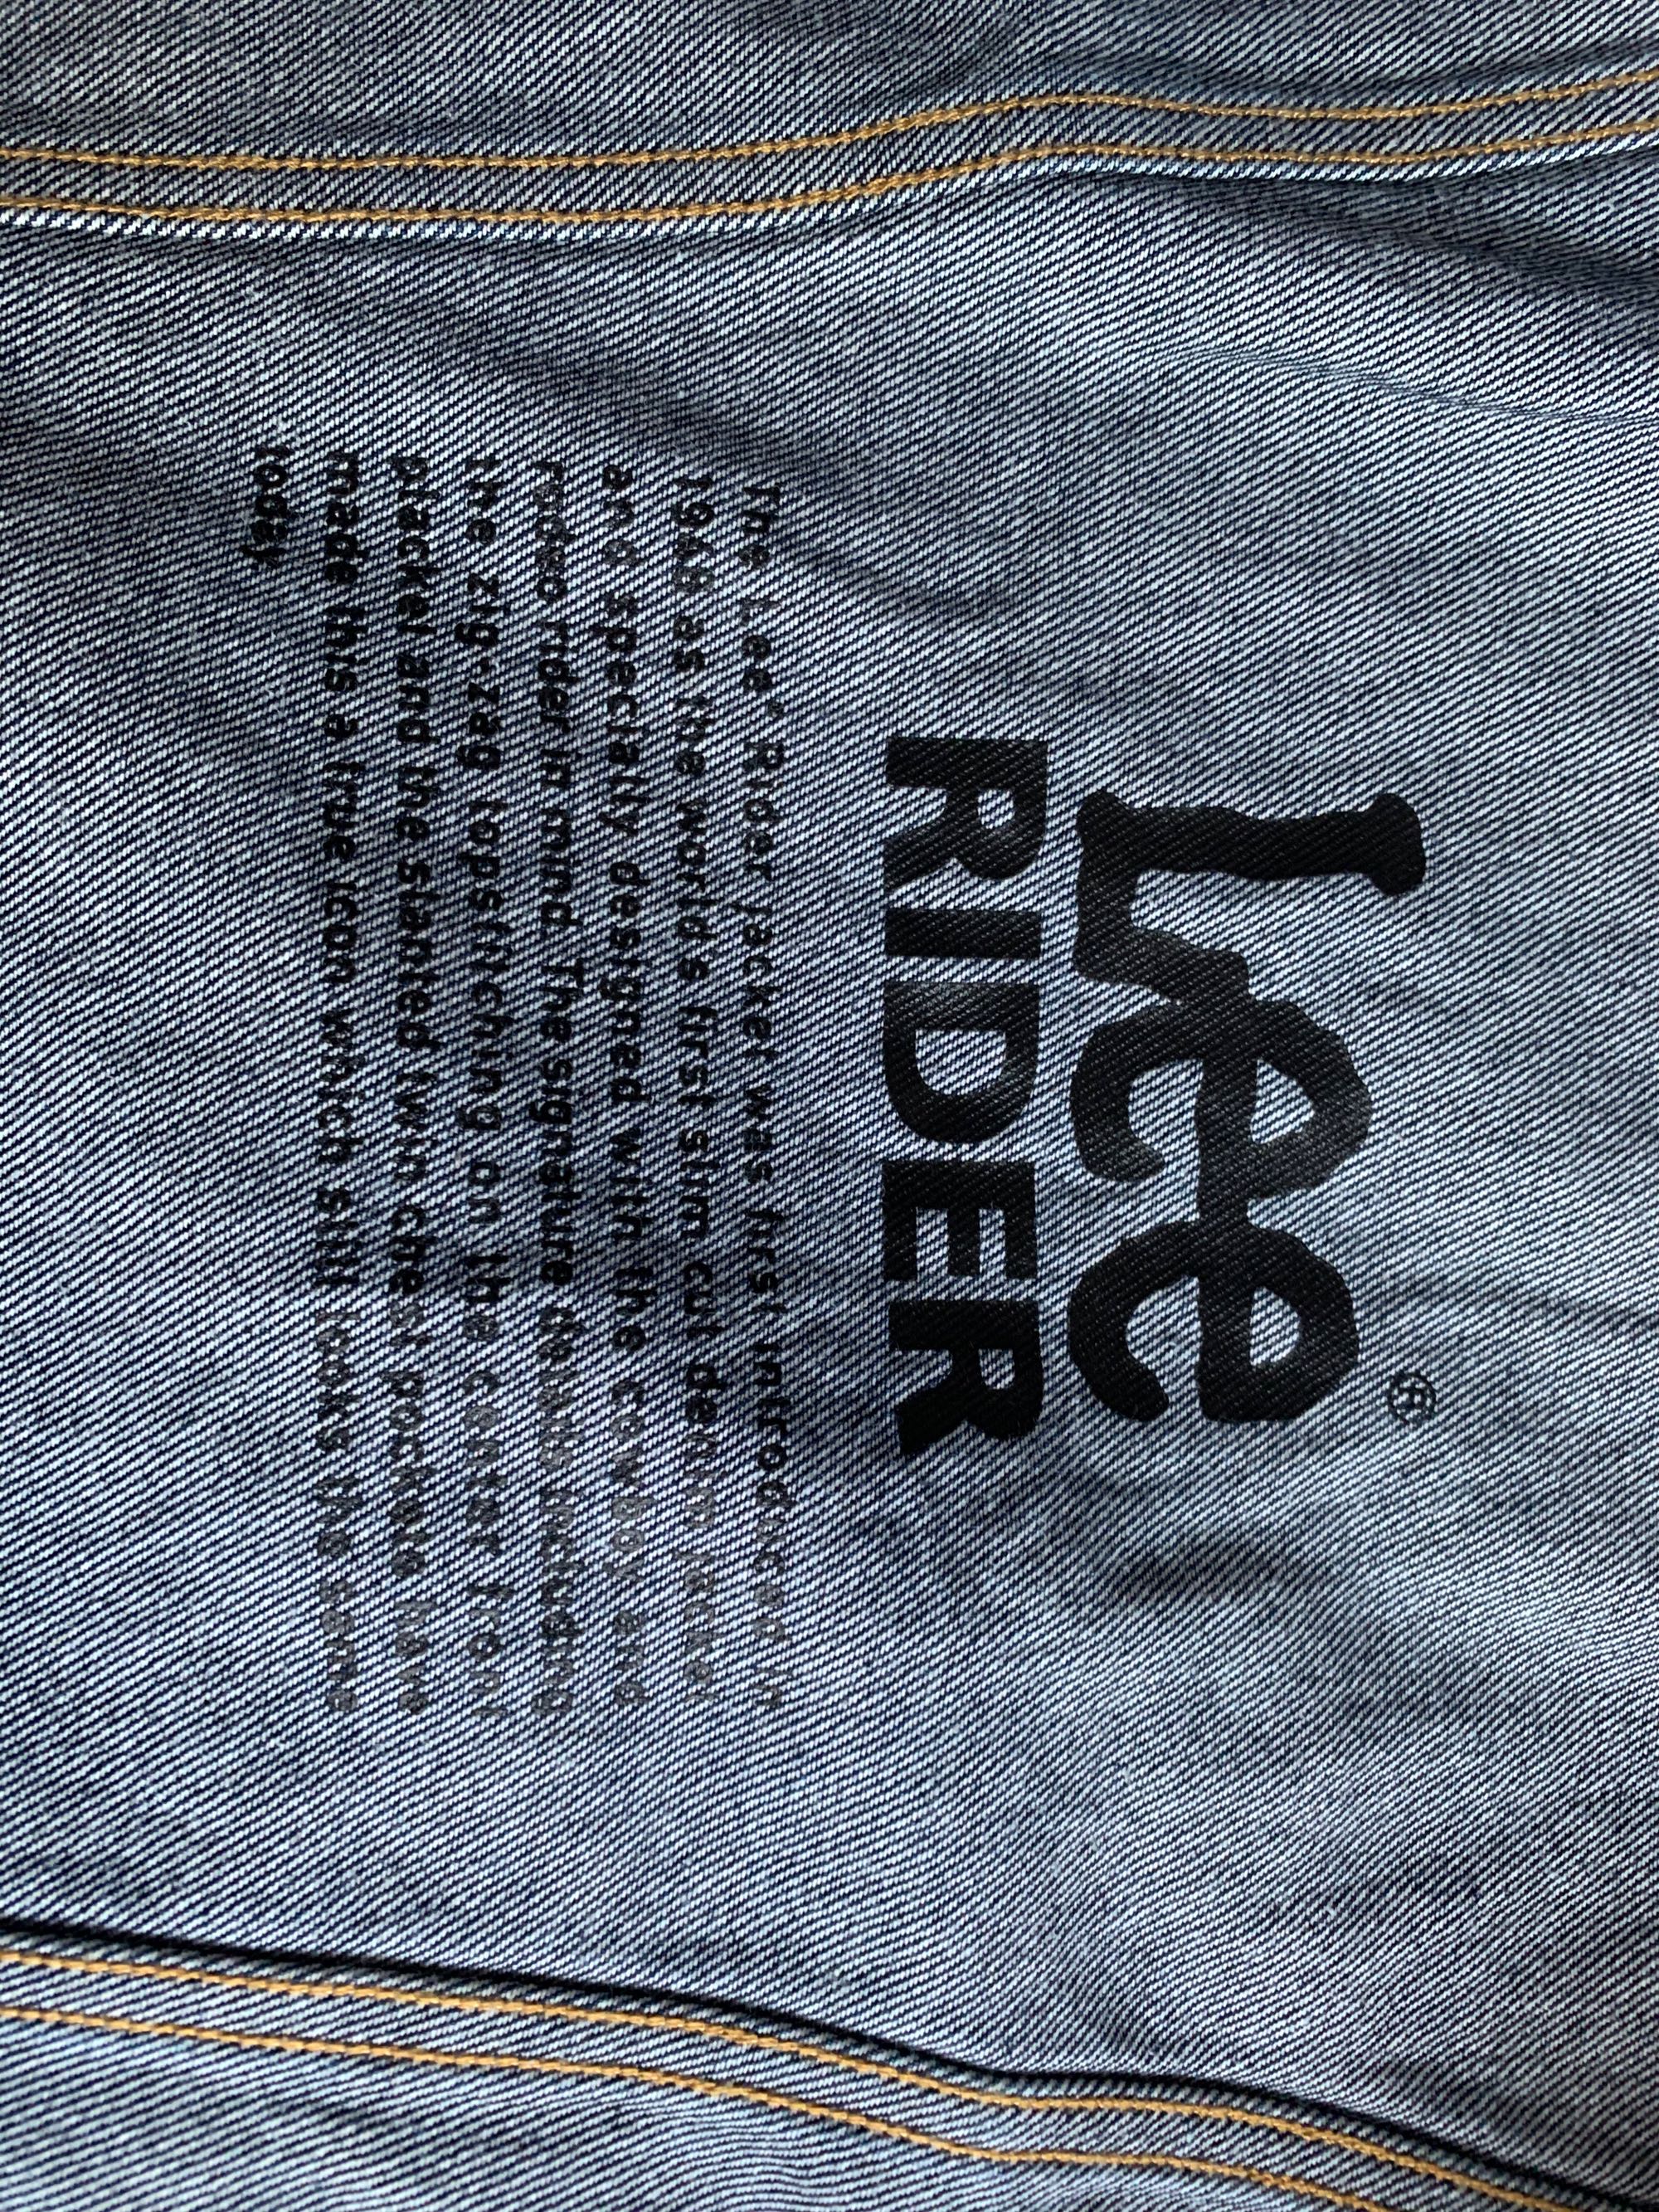 Lee®
RIDER
The Lee® Rider Jacket was first introduced in
1948 as the world's first slim cut denim jacket
and specially designed with the cowboy and
rodeo rider in mind. The signature details including
the zig-zag topstitching on the center front
placket and the slanted twin chest pockets have
made this a true icon which still looks the same
today